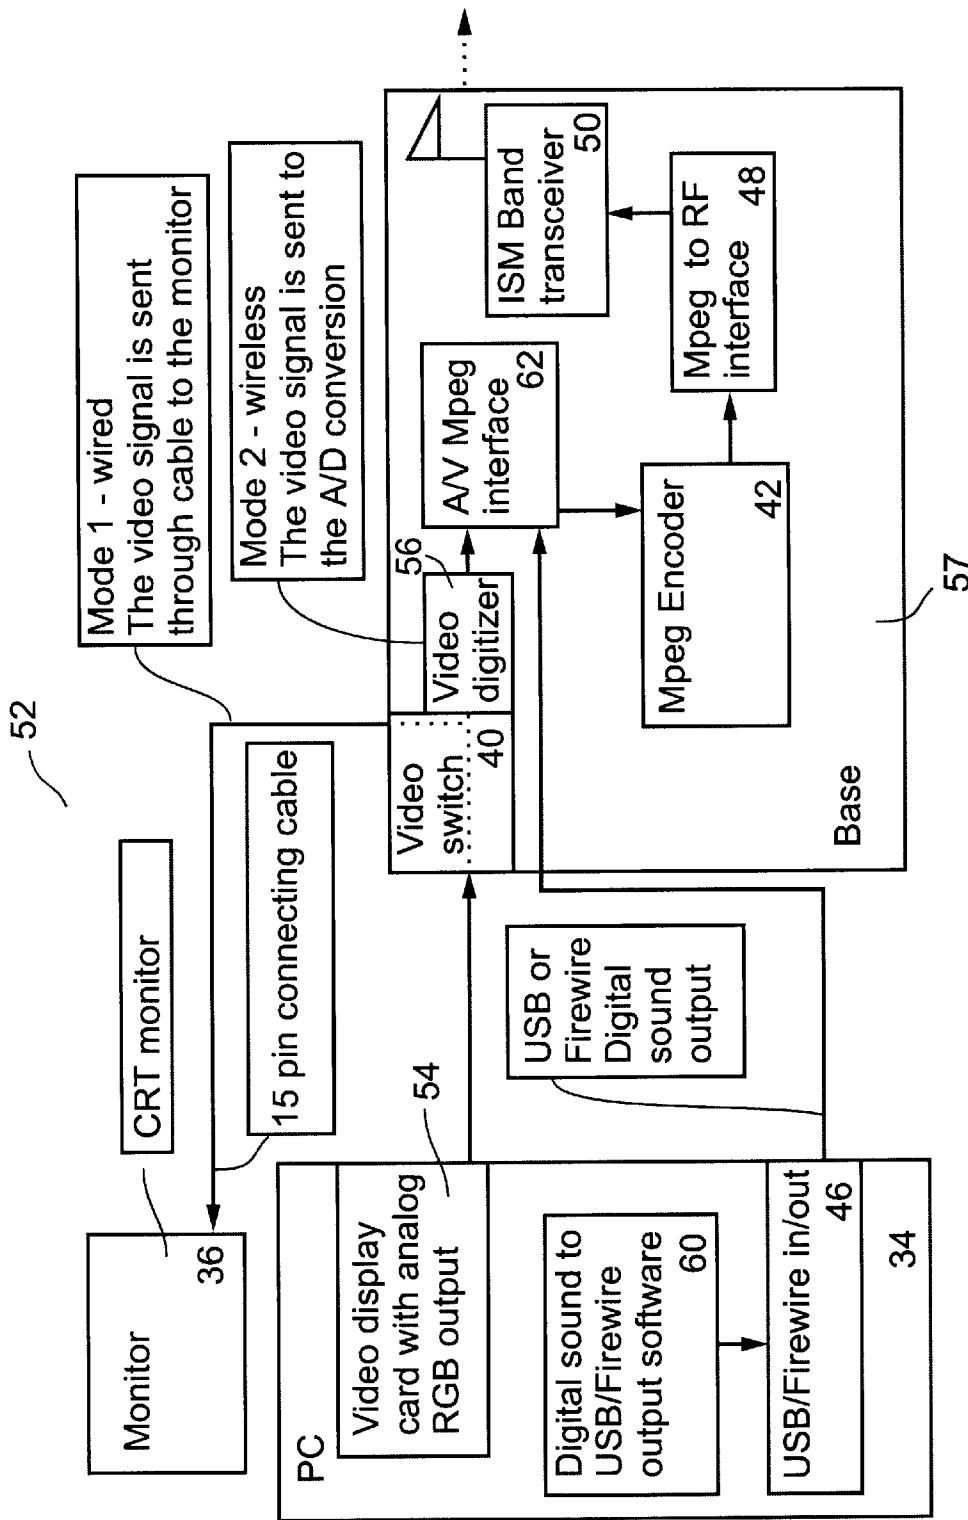 52
Mode 1 - wired
The video signal is sent
through cable to the monitor
Mode 2 - wireless
The video signal is sent to
the A/D conversion
CRT monitor
15 pin connecting cable
Monitor
36
PC
Video display
card with analog
RGB output
54
Digital sound to
USB/Firewire
output software
60
USB/Firewire in/out
46
34
USB or
Firewire
Digital
sound
output
Video
switch
40
Video
digitizer
56
A/V Mpeg
interface
62
ISM Band
transceiver
50
Mpeg Encoder
42
Mpeg to RF
interface
48
Base
57